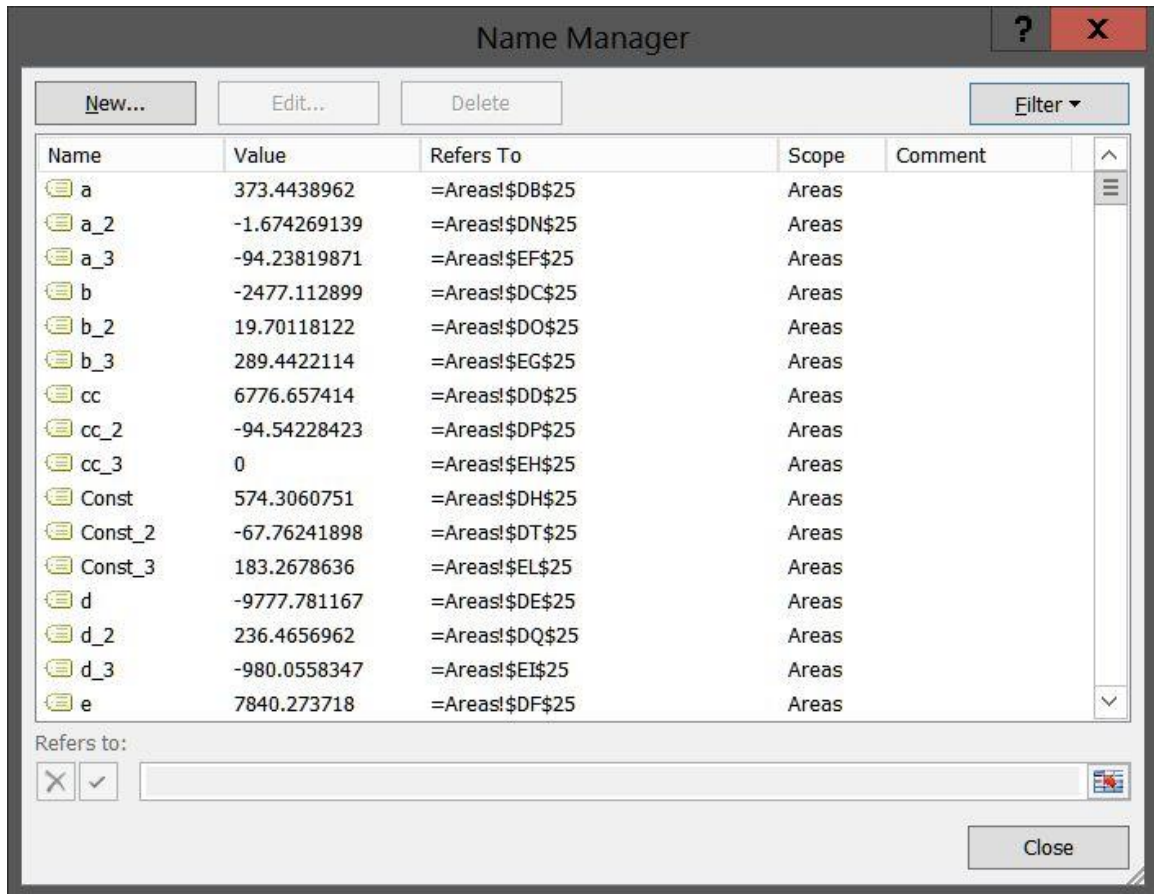 Name Manager
? X
New... Edit... Delete Filter
Name Value Refers To Scope Comment
a 373.4438962 =Areas!$DB$25 Areas
a_2 -1.674269139 =Areas!$DN$25 Areas
a_3 -94.23819871 =Areas!$EF$25 Areas
b -2477.112899 =Areas!$DC$25 Areas
b_2 19.70118122 =Areas!$DO$25 Areas
b_3 289.4422114 =Areas!$EG$25 Areas
cc 6776.657414 =Areas!$DD$25 Areas
cc_2 -94.54228423 =Areas!$DP$25 Areas
cc_3 0 =Areas!$EH$25 Areas
Const 574.3060751 =Areas!$DH$25 Areas
Const_2 -67.76241898 =Areas!$DT$25 Areas
Const_3 183.2678636 =Areas!$EL$25 Areas
d -9777.781167 =Areas!$DE$25 Areas
d_2 236.4656962 =Areas!$DQ$25 Areas
d_3 -980.0558347 =Areas!$EI$25 Areas
e 7840.273718 =Areas!$DF$25 Areas
Refers to:
Close